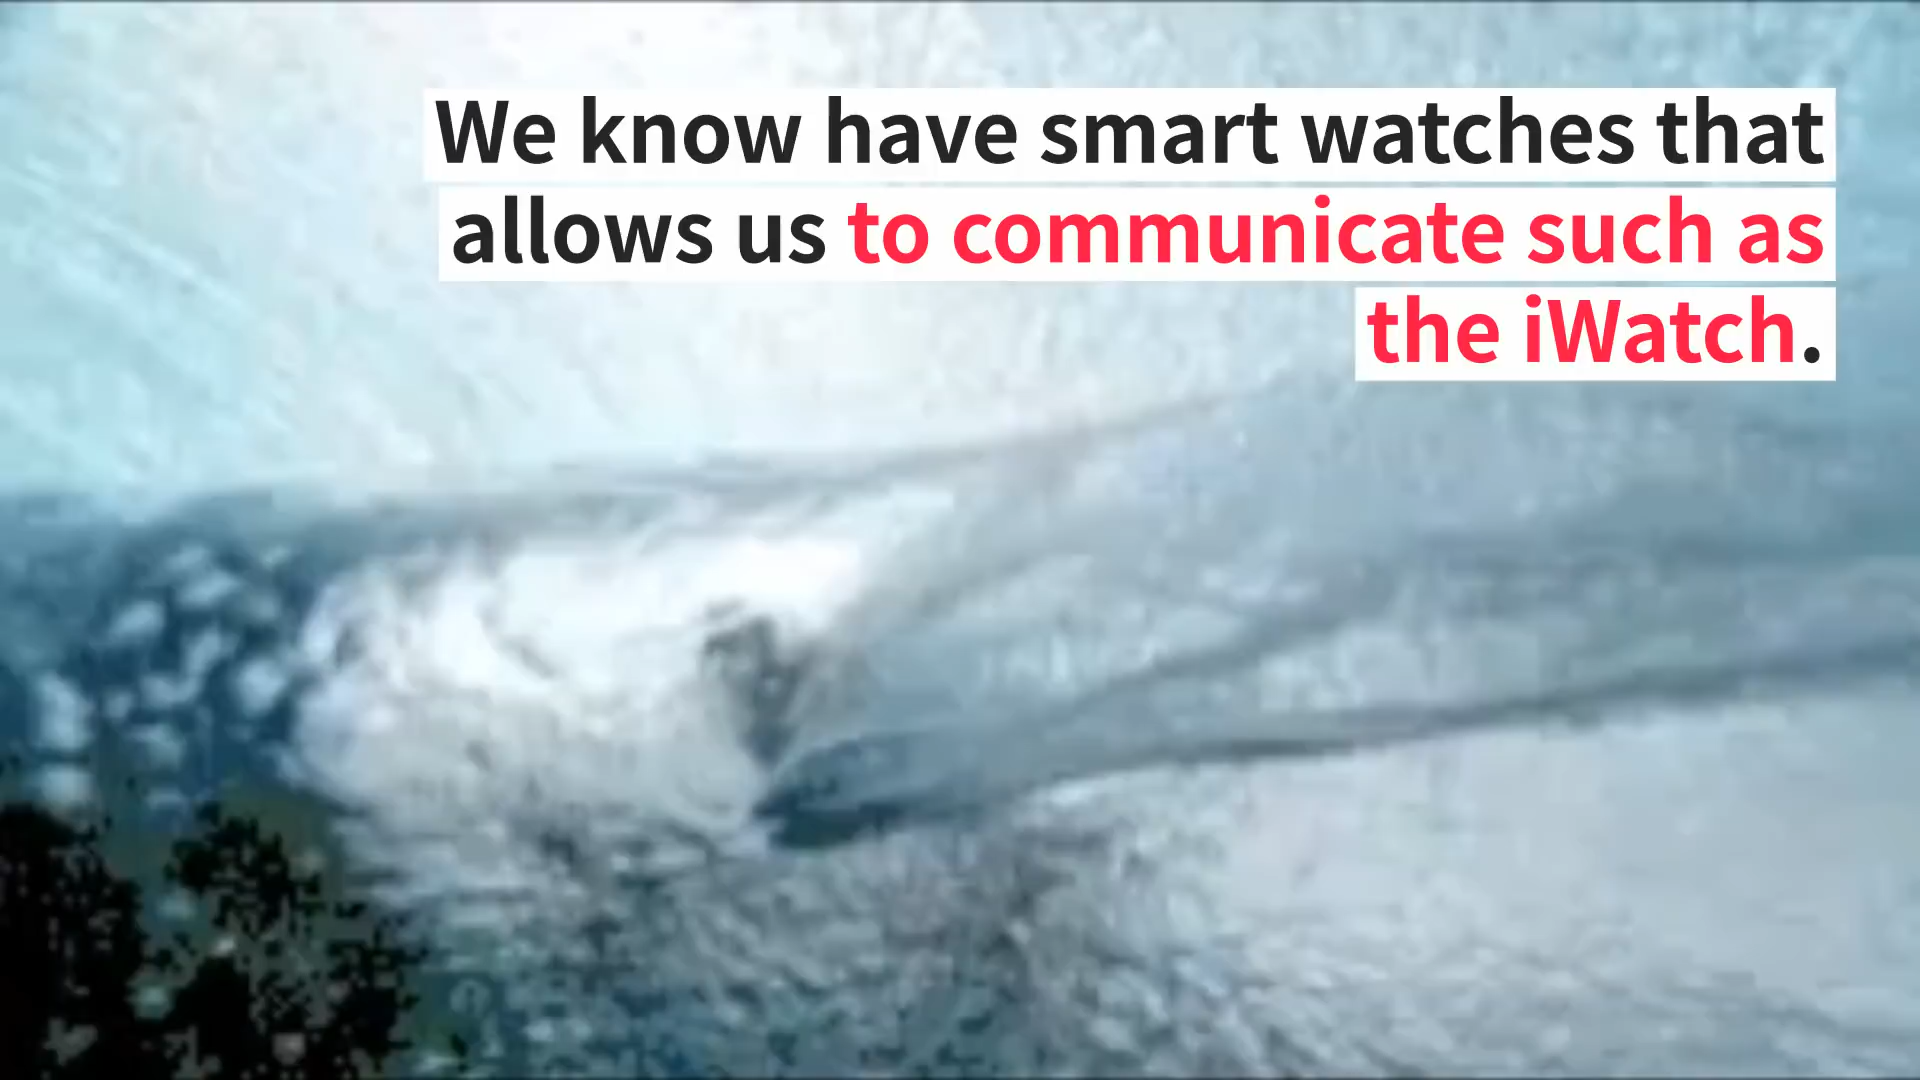 We know have smart watches that
allows us to communicate such as
the iWatch.